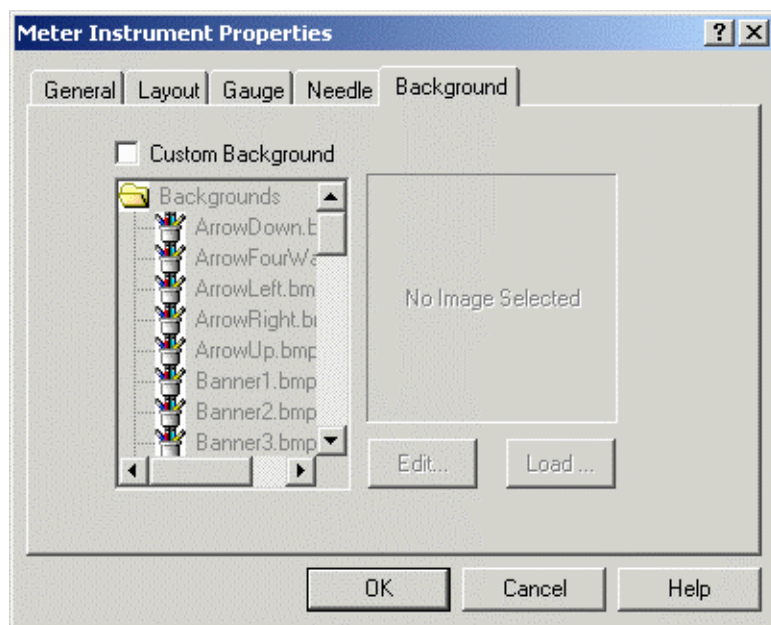 Meter Instrument Properties
General Layout Gauge Needle Background
Custom Background
Backgrounds
ArrowDown.b
ArrowFourWa
ArrowLeft.bm
ArrowRight.bi
ArrowUp.bmp
Banner1.bmp
Banner2.bmp
Banner3.bmp
No Image Selected
Edit... Load ...
OK Cancel Help